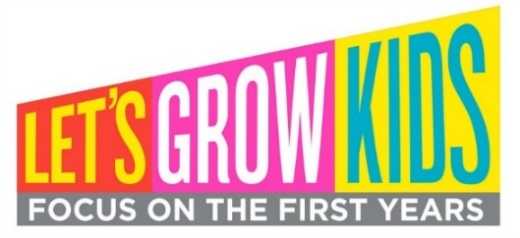 LET'S GROW KIDS
FOCUS ON THE FIRST YEARS